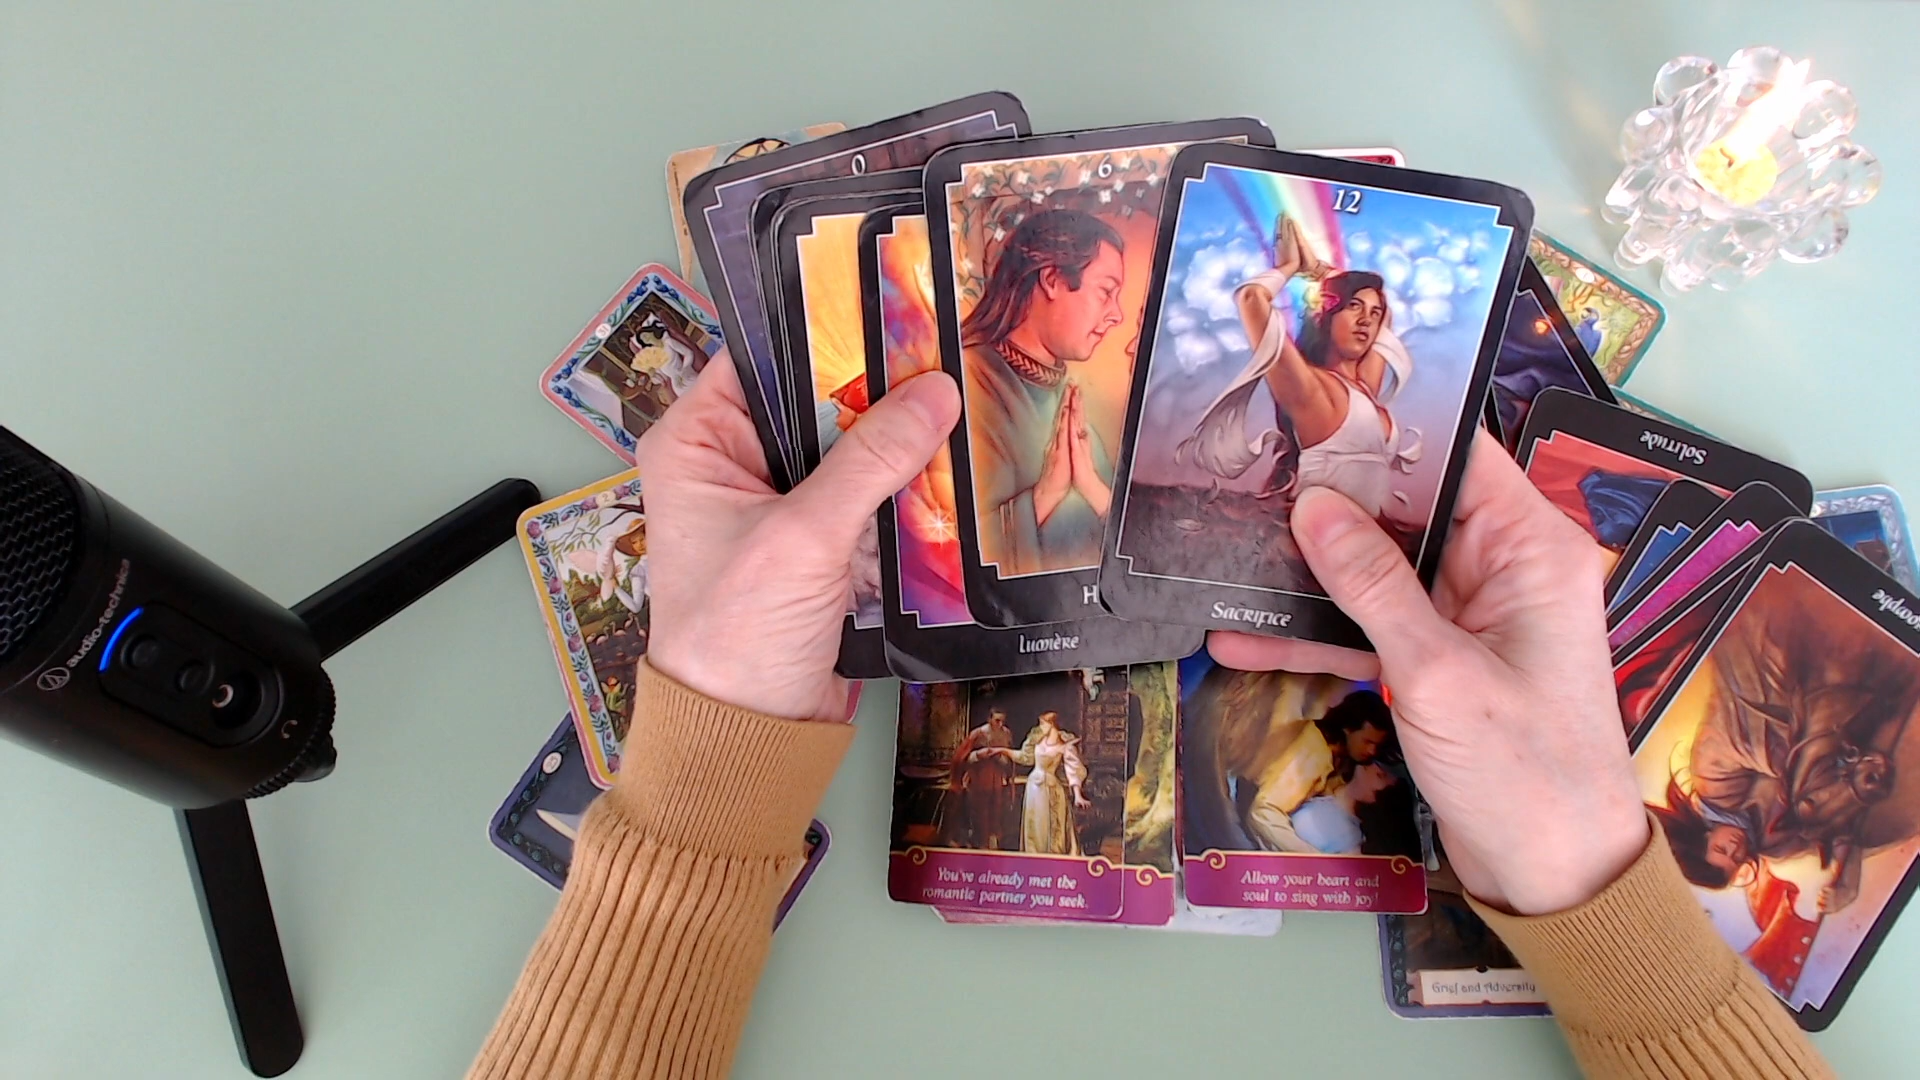 0
6
12
Solitude
Sacrifice
Lumière
2
audio-technica
You've already met the
romantic partner you seek.
Allow your heart and
soul to sing with joy!
Grief and Adversity